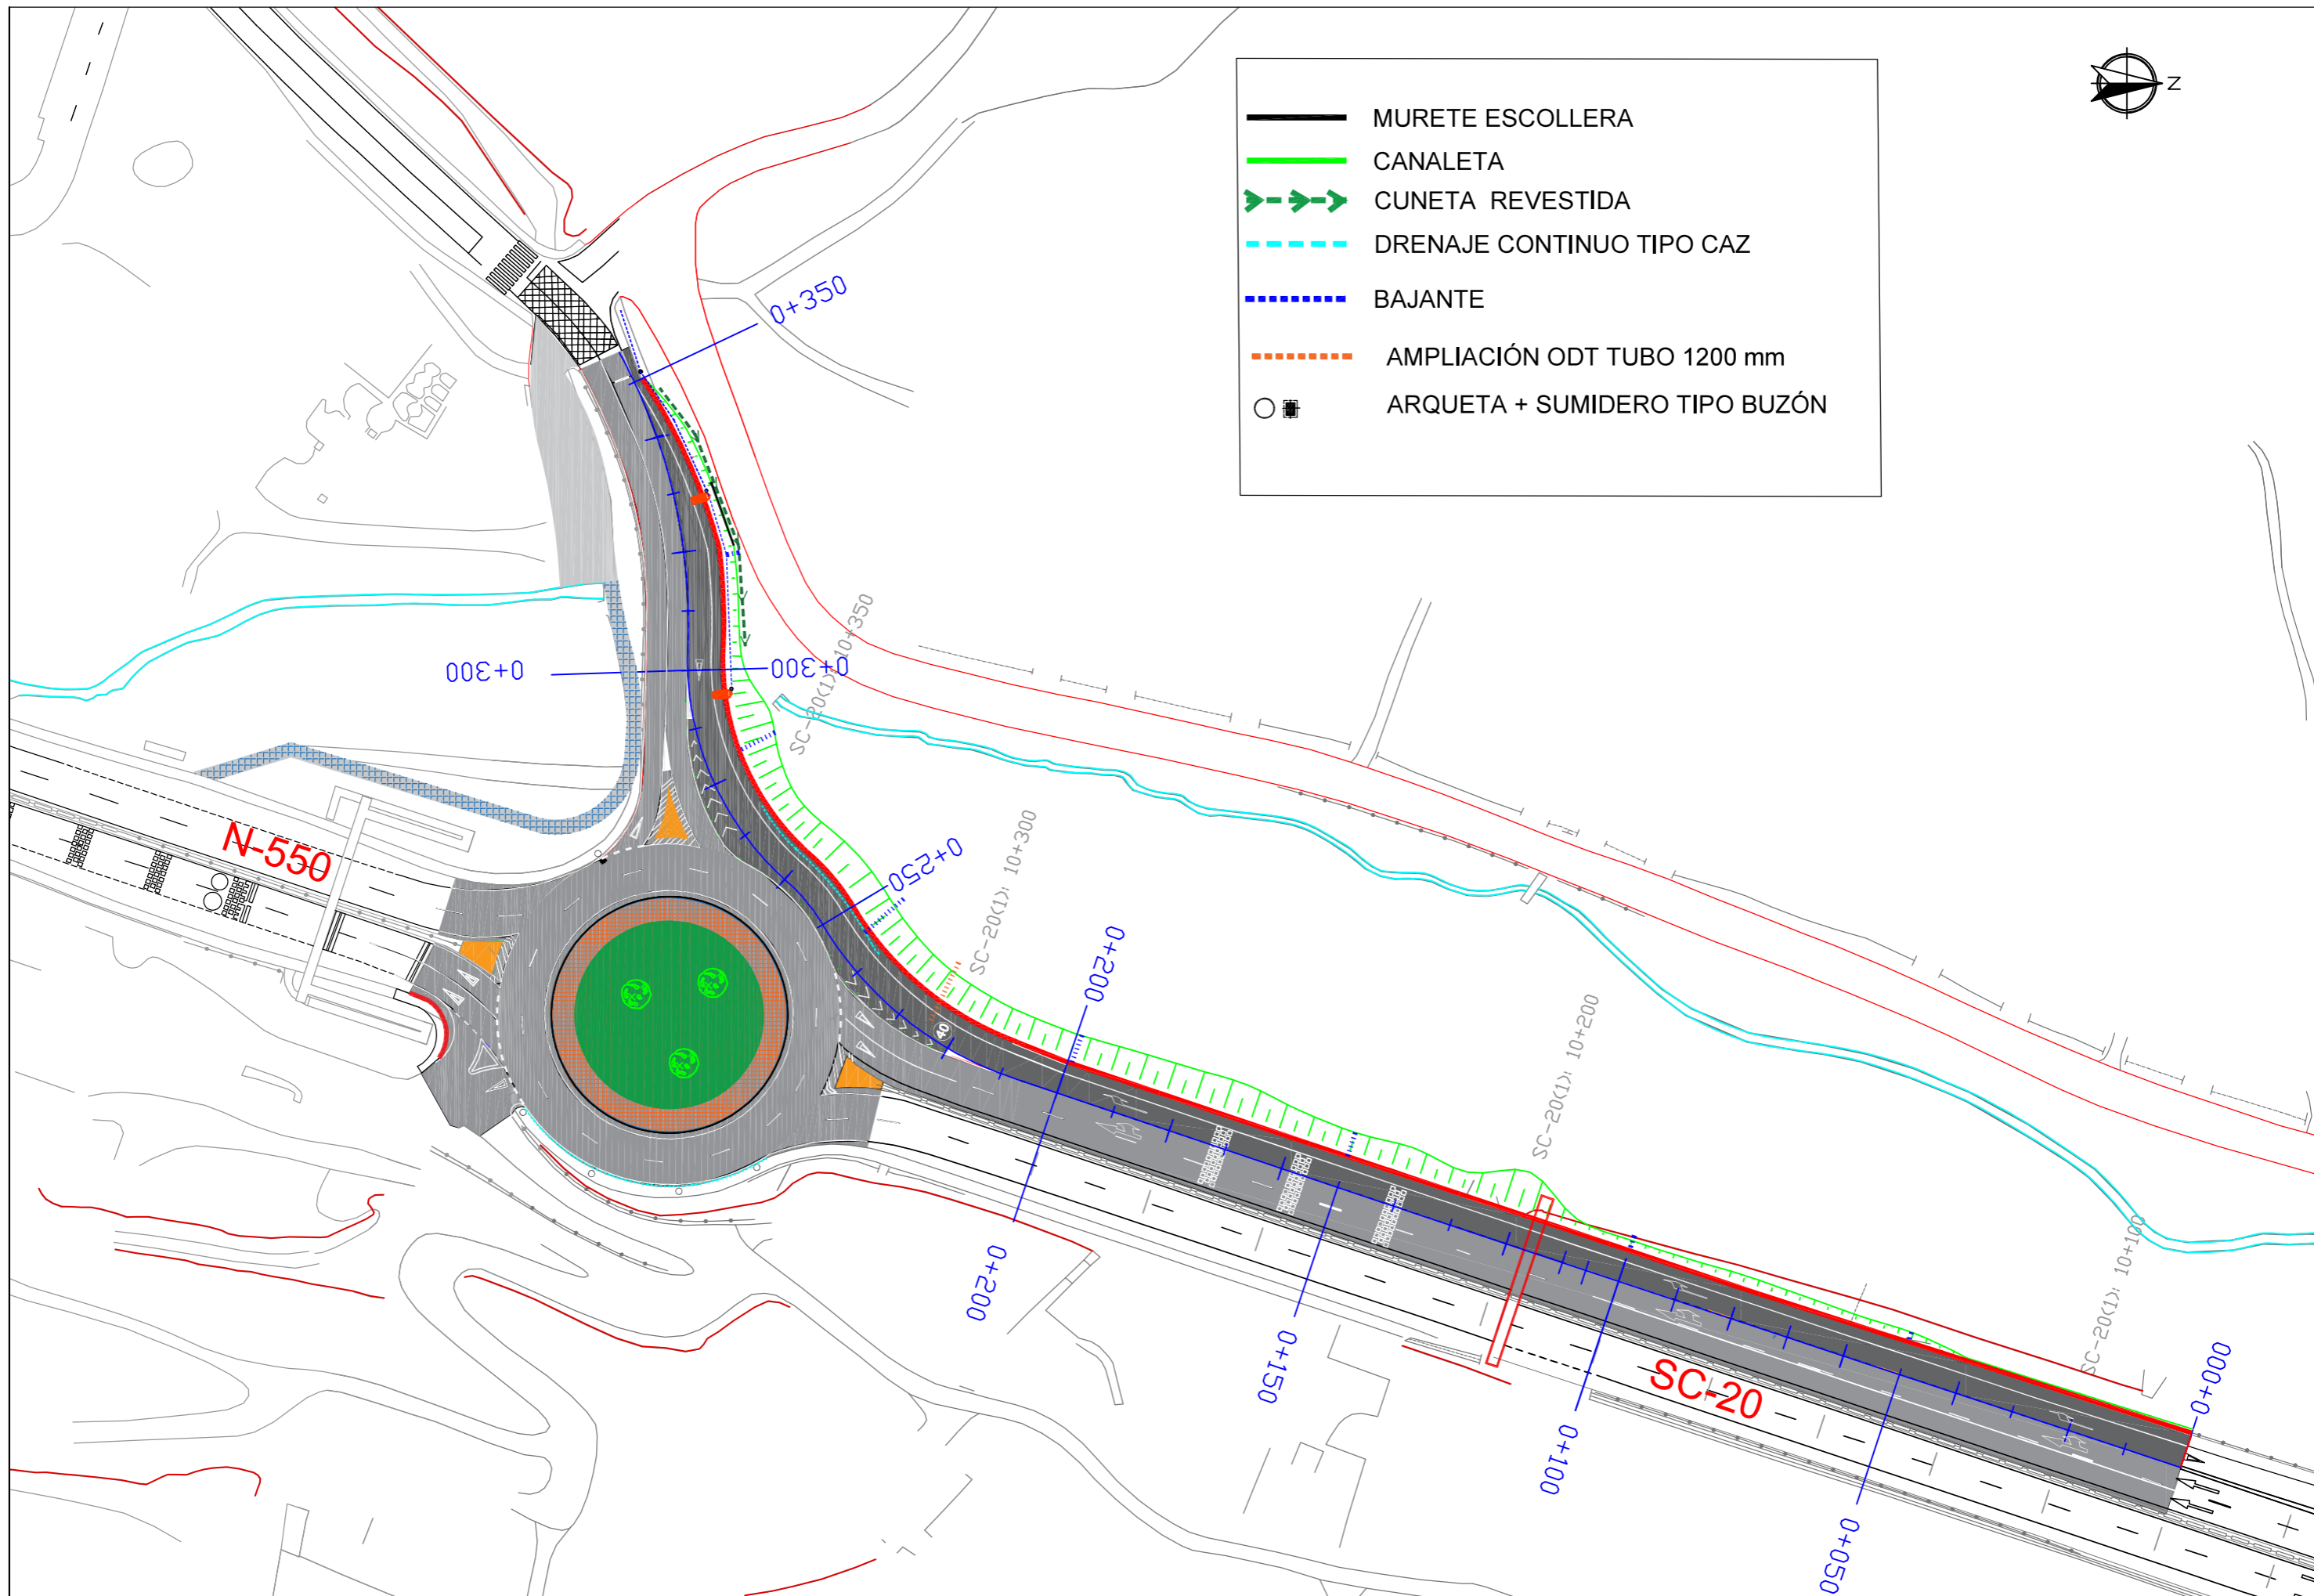 MURETE ESCOLLERA
CANALETA
CUNETA REVESTIDA
DRENAJE CONTINUO TIPO CAZ
BAJANTE
AMPLIACIÓN ODT TUBO 1200 mm
ARQUETA + SUMIDERO TIPO BUZÓN
Z
0+350
SC-20(1): 10+350
0+300
0+300
N-550
0+250
SC-20(1): 10+300
0+200
40
SC-20(1): 10+200
0+200
0+150
0+100
SC-20
SC-20(1): 10+100
0+000
0+050